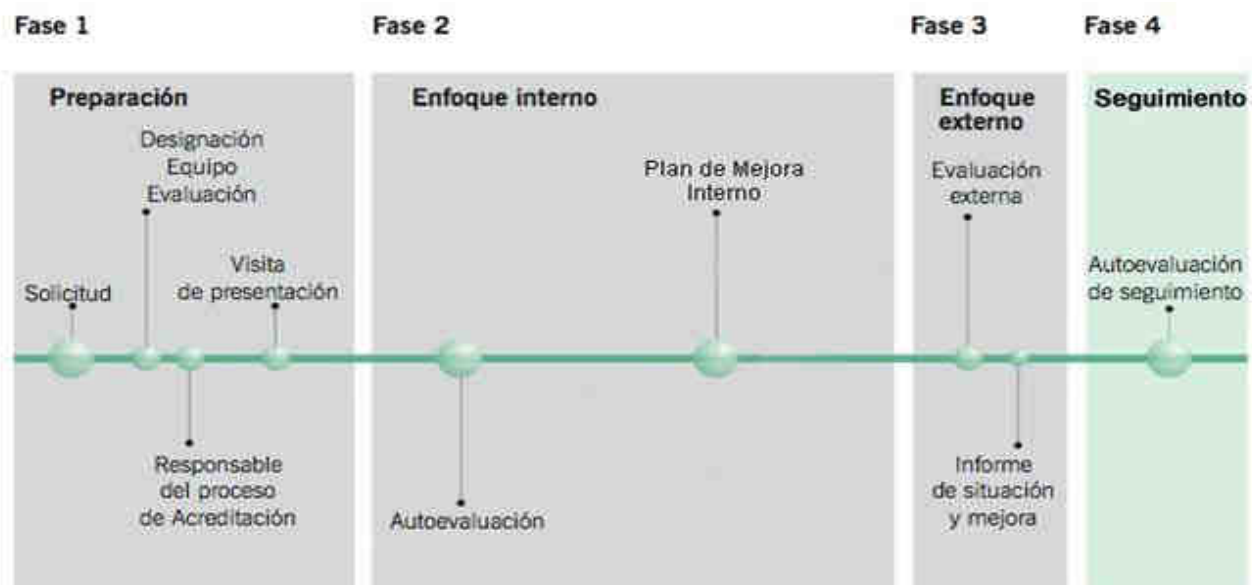 Fase 1
Fase 2
Fase 3
Fase 4
Preparación
Designación
Equipo
Evaluación
Visita
de presentación
Solicitud
Responsable
del proceso
de Acreditación
Enfoque interno
Plan de Mejora
Interno
Autoevaluación
Enfoque
externo
Evaluación
externa
Informe
de situación
y mejora
Seguimiento
Autoevaluación
de seguimiento